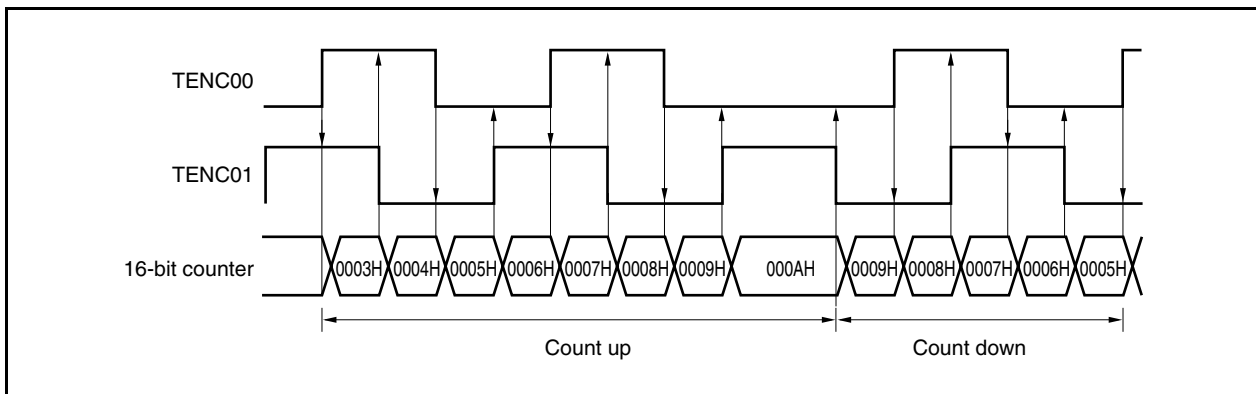 TENC00
TENC01
16-bit counter 0003H 0004H 0005H 0006H 0007H 0008H 0009H 000AH 0009H 0008H 0007H 0006H 0005H
Count up Count down